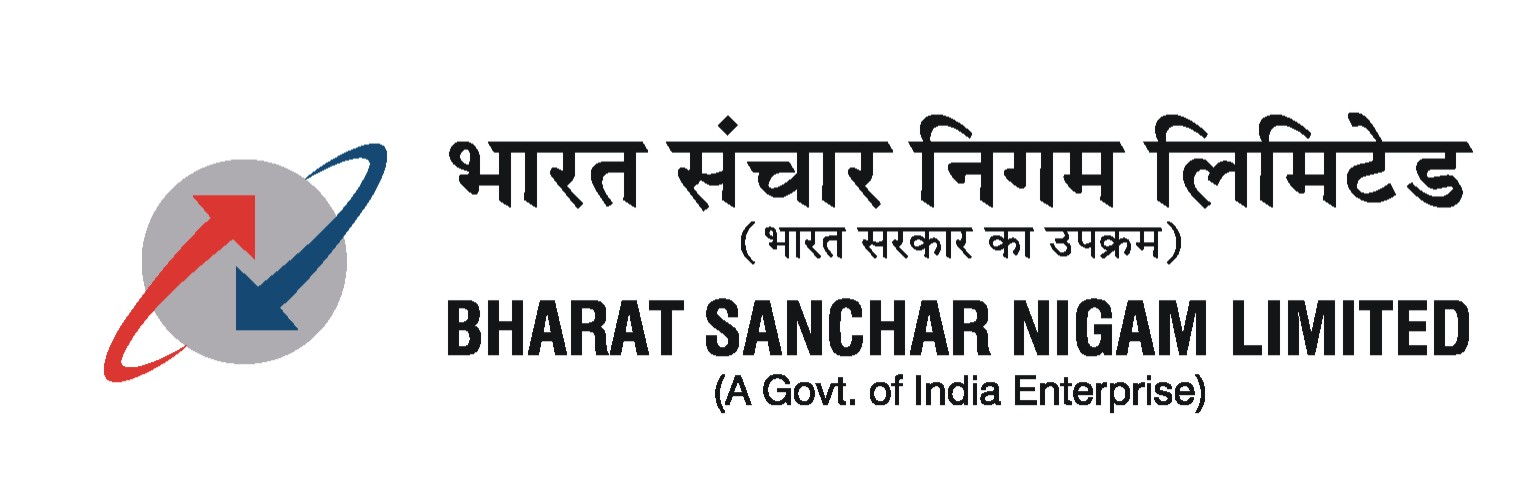 भारत संचार निगम लिमिटेड
(भारत सरकार का उपक्रम)
BHARAT SANCHAR NIGAM LIMITED
(A Govt. of India Enterprise)